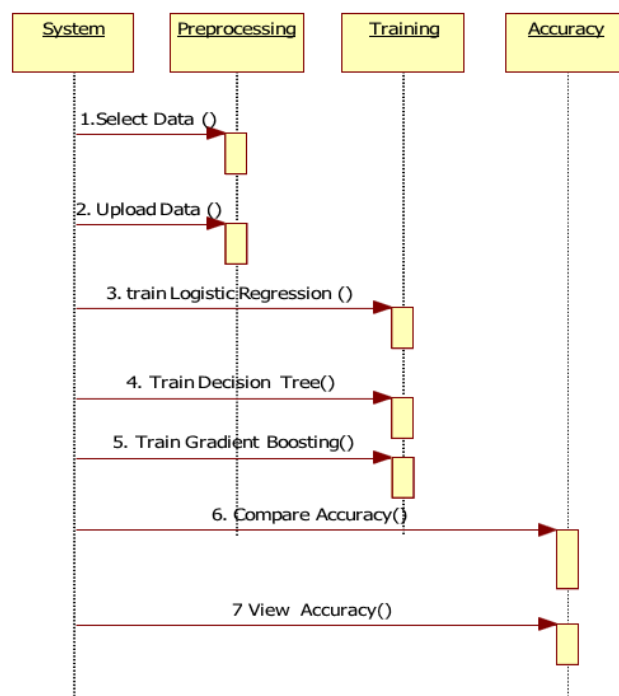 System
Preprocessing
Training
Accuracy
1.Select Data ()
2. Upload Data ()
3. train Logistic Regression ()
4. Train Decision Tree()
5. Train Gradient Boosting()
6. Compare Accuracy()
7 View Accuracy()